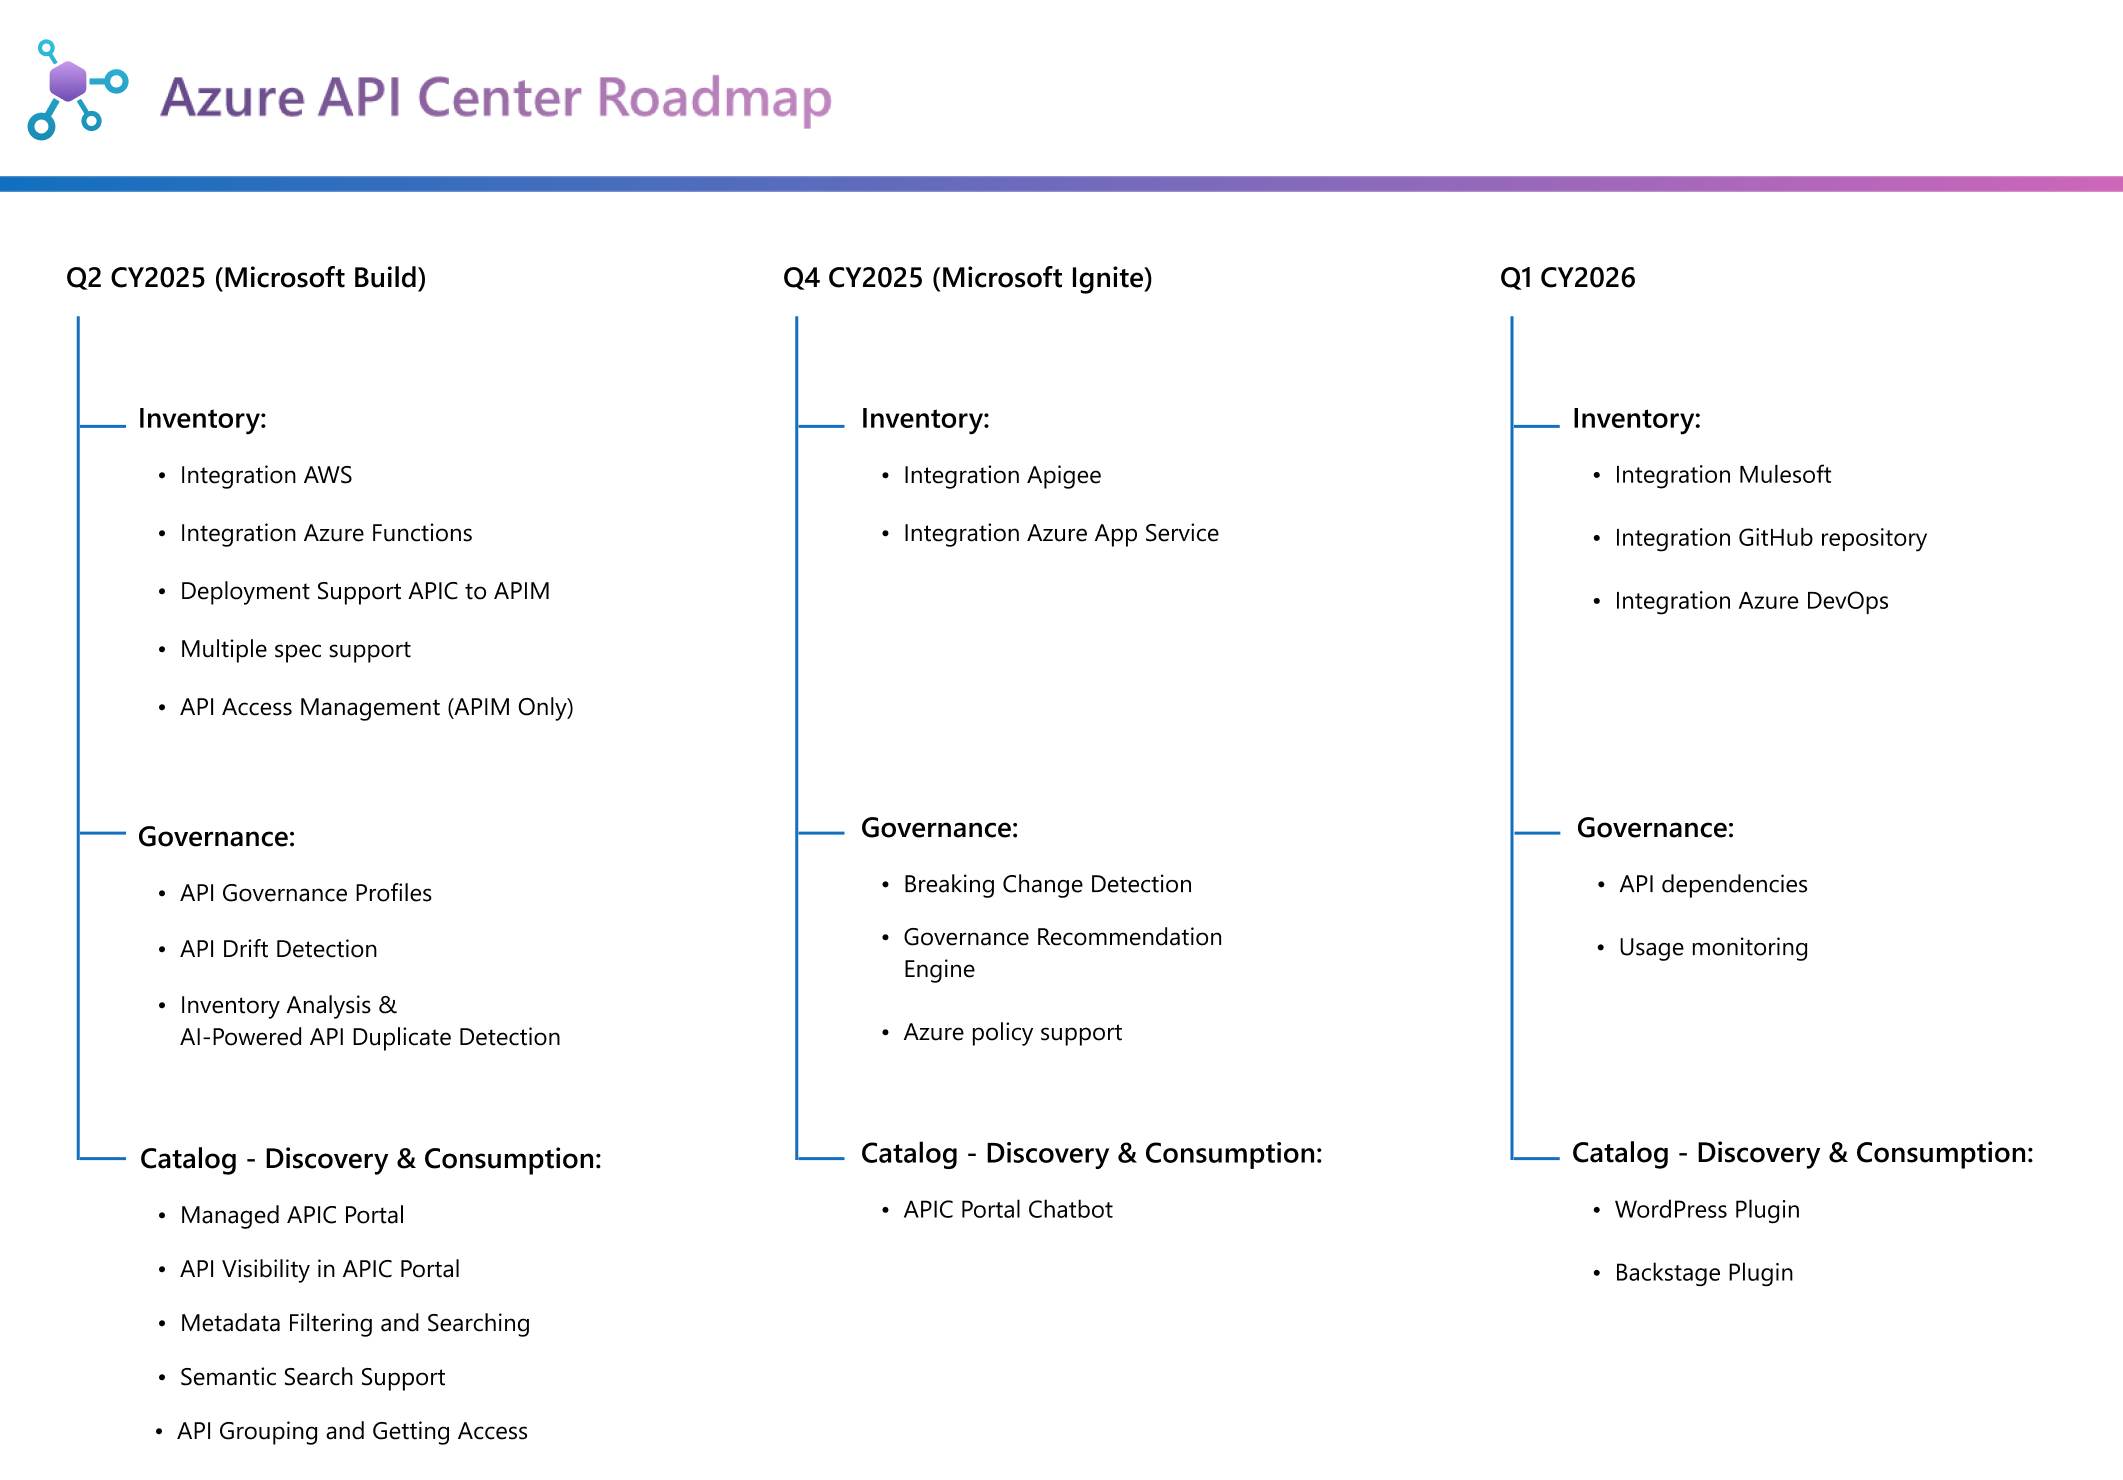 Azure API Center Roadmap
Q2 CY2025 (Microsoft Build)
Inventory:
• Integration AWS
• Integration Azure Functions
• Deployment Support APIC to APIM
• Multiple spec support
• API Access Management (APIM Only)
Governance:
• API Governance Profiles
• API Drift Detection
• Inventory Analysis &
AI-Powered API Duplicate Detection
Catalog - Discovery & Consumption:
• Managed APIC Portal
• API Visibility in APIC Portal
• Metadata Filtering and Searching
• Semantic Search Support
• API Grouping and Getting Access
Q4 CY2025 (Microsoft Ignite)
Inventory:
• Integration Apigee
• Integration Azure App Service
Governance:
• Breaking Change Detection
• Governance Recommendation
Engine
• Azure policy support
Catalog - Discovery & Consumption:
• APIC Portal Chatbot
Q1 CY2026
Inventory:
• Integration Mulesoft
• Integration GitHub repository
• Integration Azure DevOps
Governance:
• API dependencies
• Usage monitoring
Catalog - Discovery & Consumption:
• WordPress Plugin
• Backstage Plugin